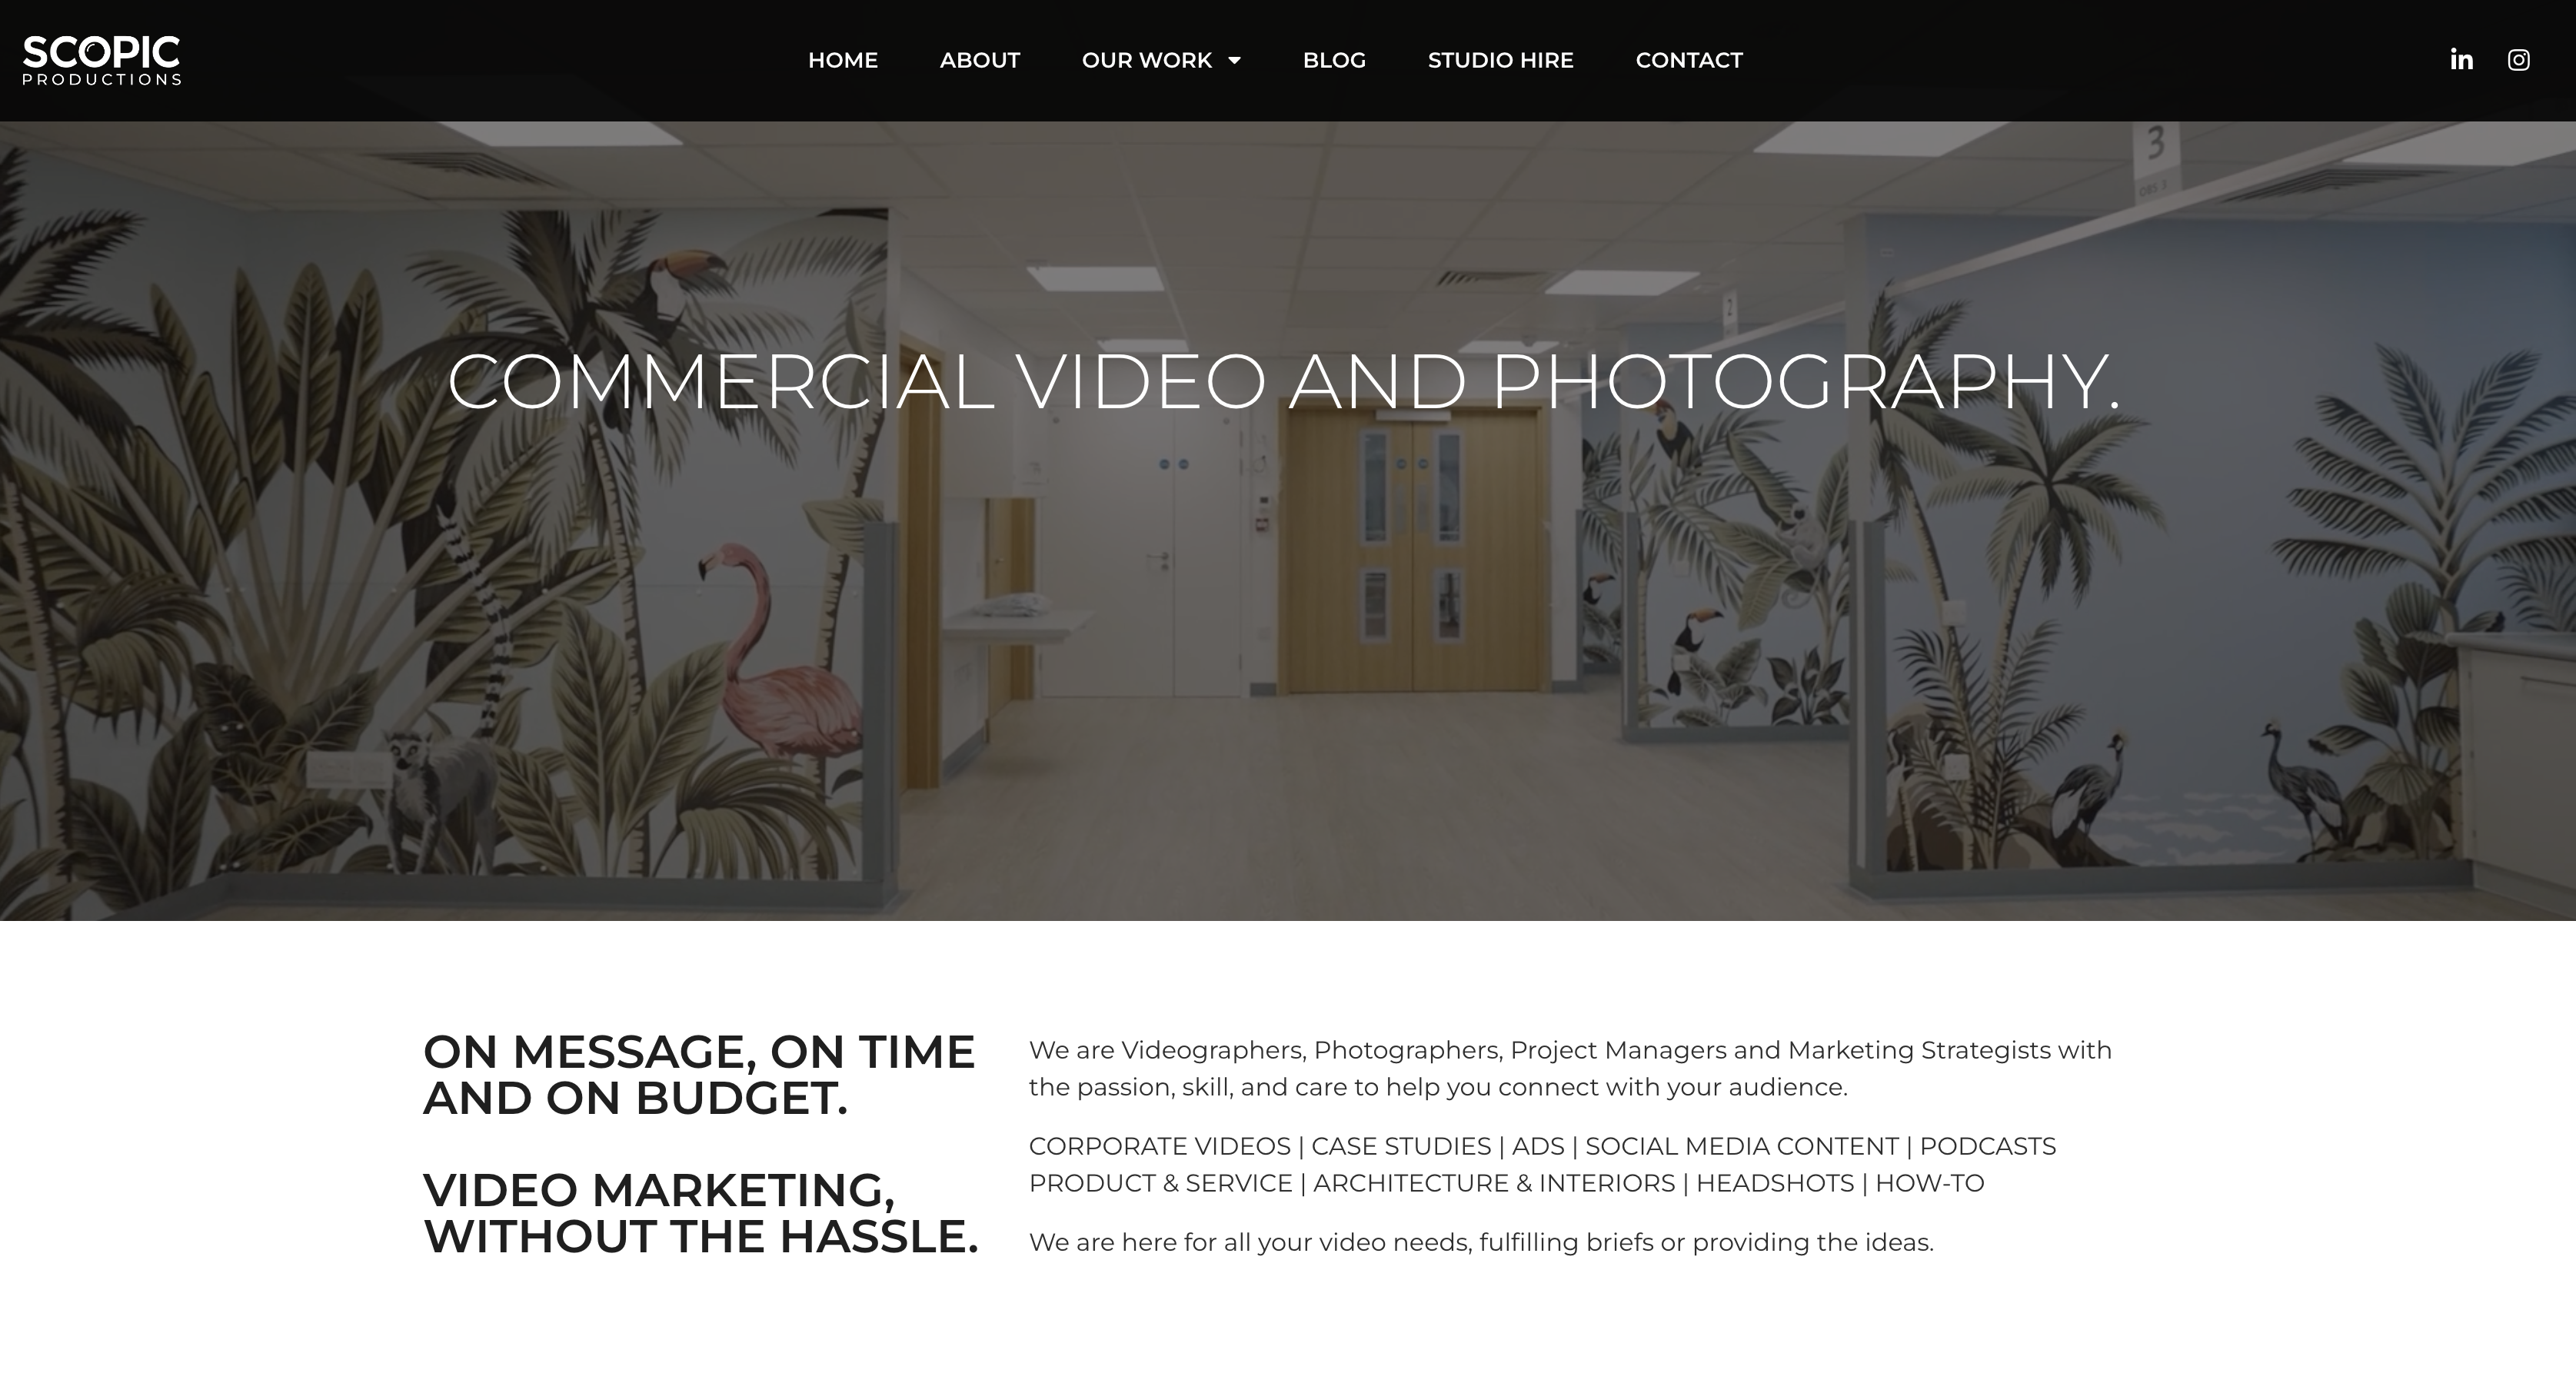 SCOPIC
PRODUCTIONS
HOME
ABOUT
OUR WORK
BLOG
STUDIO HIRE
CONTACT
in
3
OBS 3
2
COMMERCIAL VIDEO AND PHOTOGRAPHY.
ON MESSAGE, ON TIME
AND ON BUDGET.
VIDEO MARKETING,
WITHOUT THE HASSLE.
We are Videographers, Photographers, Project Managers and Marketing Strategists with
the passion, skill, and care to help you connect with your audience.
CORPORATE VIDEOS | CASE STUDIES | ADS | SOCIAL MEDIA CONTENT | PODCASTS
PRODUCT & SERVICE | ARCHITECTURE & INTERIORS | HEADSHOTS | HOW-TO
We are here for all your video needs, fulfilling briefs or providing the ideas.